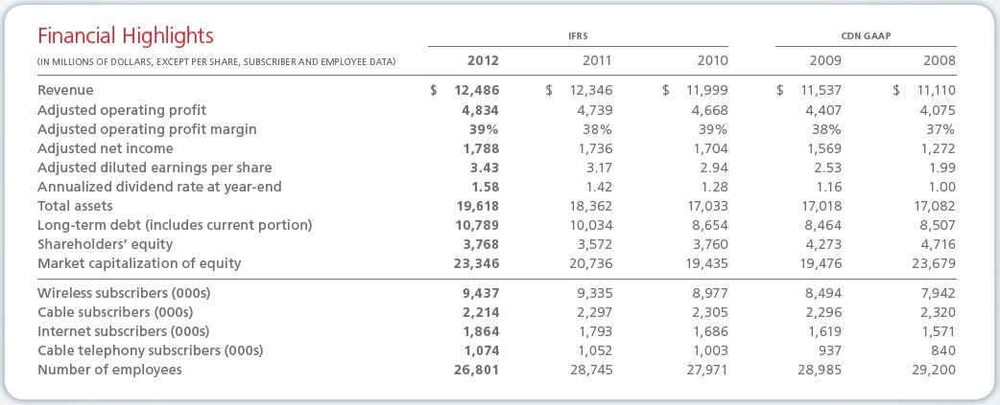 Financial Highlights
IFRS CDN GAAP
(IN MILLIONS OF DOLLARS, EXCEPT PER SHARE, SUBSCRIBER AND EMPLOYEE DATA) 2012 2011 2010 2009 2008
Revenue $ 12,486 $ 12,346 $ 11,999 $ 11,537 $ 11,110
Adjusted operating profit 4,834 4,739 4,668 4,407 4,075
Adjusted operating profit margin 39% 38% 39% 38% 37%
Adjusted net income 1,788 1,736 1,704 1,569 1,272
Adjusted diluted earnings per share 3.43 3.17 2.94 2.53 1.99
Annualized dividend rate at year-end 1.58 1.42 1.28 1.16 1.00
Total assets 19,618 18,362 17,033 17,018 17,082
Long-term debt (includes current portion) 10,789 10,034 8,654 8,464 8,507
Shareholders' equity 3,768 3,572 3,760 4,273 4,716
Market capitalization of equity 23,346 20,736 19,435 19,476 23,679
Wireless subscribers (000s) 9,437 9,335 8,977 8,494 7,942
Cable subscribers (000s) 2,214 2,297 2,305 2,296 2,320
Internet subscribers (000s) 1,864 1,793 1,686 1,619 1,571
Cable telephony subscribers (000s) 1,074 1,052 1,003 937 840
Number of employees 26,801 28,745 27,971 28,985 29,200